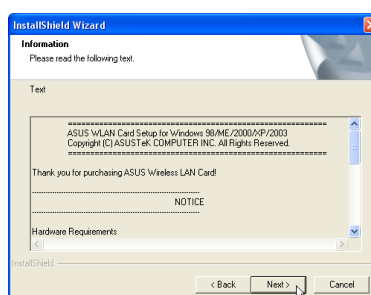 InstallShield Wizard
Information
Please read the following text.
Text
==================================================
ASUS WLAN Card Setup for Windows 98/ME/2000/XP/2003
Copyright (C) ASUSTeK COMPUTER INC. All Rights Reserved.
==================================================
Thank you for purchasing ASUS Wireless LAN Card!
--------------------------------------------------
NOTICE
--------------------------------------------------
Hardware Requirements
InstallShield
< Back
Next >
Cancel